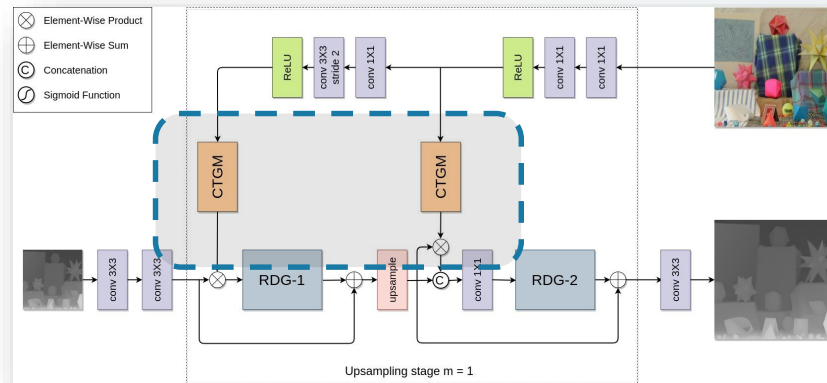 Element-Wise Product
Element-Wise Sum
C Concatenation
Sigmoid Function
ReLU
conv 3X3
stride 2
conv 1X1
ReLU
conv 1X1
conv 1X1
CTGM
CTGM
conv 3X3
conv 3X3
RDG-1
upsample
C
conv 1X1
RDG-2
conv 3X3
Upsampling stage m = 1